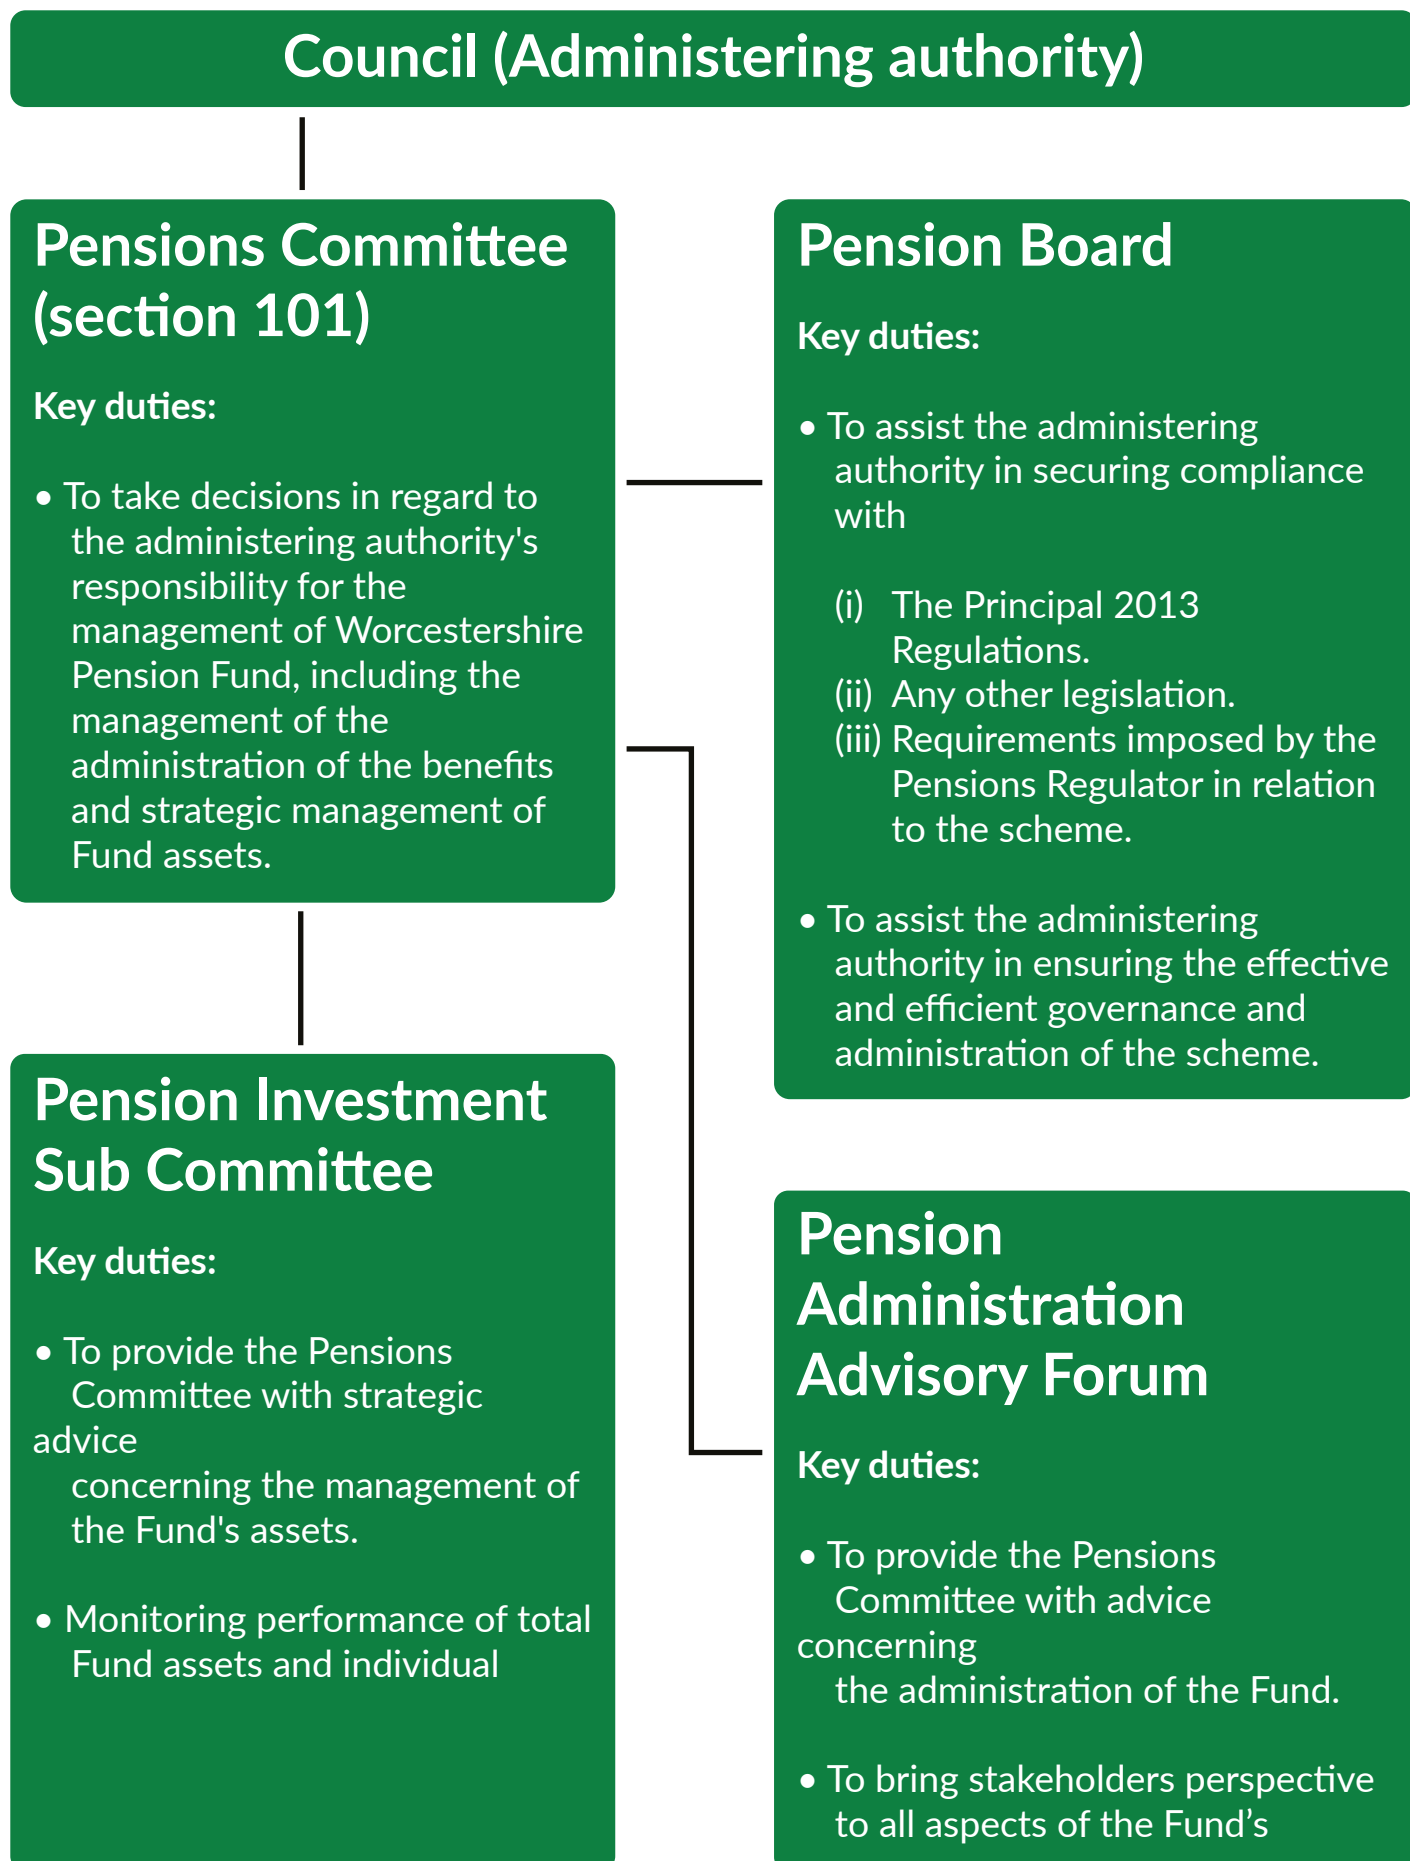 Council (Administering authority)
Pensions Committee
(section 101)
Key duties:
• To take decisions in regard to
the administering authority's
responsibility for the
management of Worcestershire
Pension Fund, including the
management of the
administration of the benefits
and strategic management of
Fund assets.
Pension Board
Key duties:
• To assist the administering
authority in securing compliance
with
(i) The Principal 2013
Regulations.
(ii) Any other legislation.
(iii) Requirements imposed by the
Pensions Regulator in relation
to the scheme.
• To assist the administering
authority in ensuring the effective
and efficient governance and
administration of the scheme.
Pension Investment
Sub Committee
Key duties:
• To provide the Pensions
Committee with strategic
advice
concerning the management of
the Fund's assets.
• Monitoring performance of total
Fund assets and individual
Pension
Administration
Advisory Forum
Key duties:
• To provide the Pensions
Committee with advice
concerning
the administration of the Fund.
• To bring stakeholders perspective
to all aspects of the Fund’s